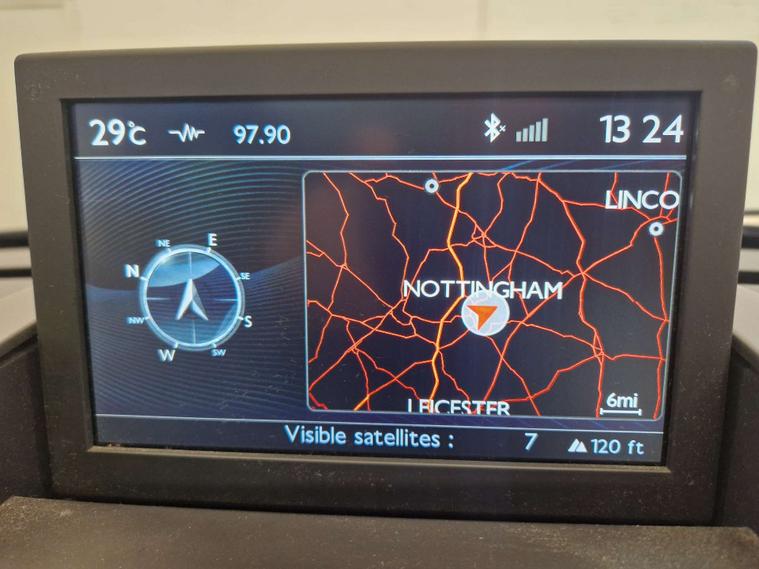 29°C 97.90 13 24
LINCO
NE E
N SE
NOTTINGHAM
NW S
W SW
6mi
LEICESTER
Visible satellites : 7 120 ft